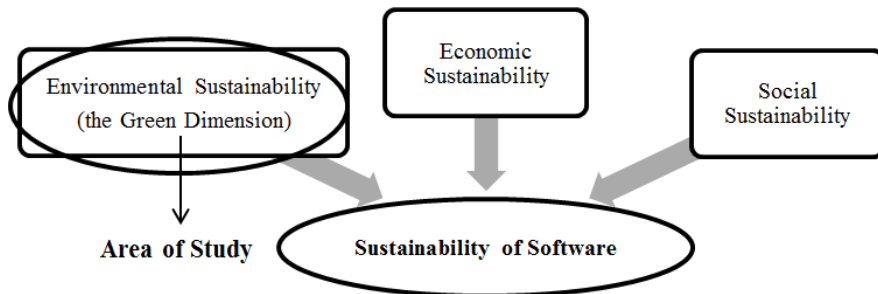 Environmental Sustainability
(the Green Dimension)
Economic
Sustainability
Social
Sustainability
Area of Study
Sustainability of Software